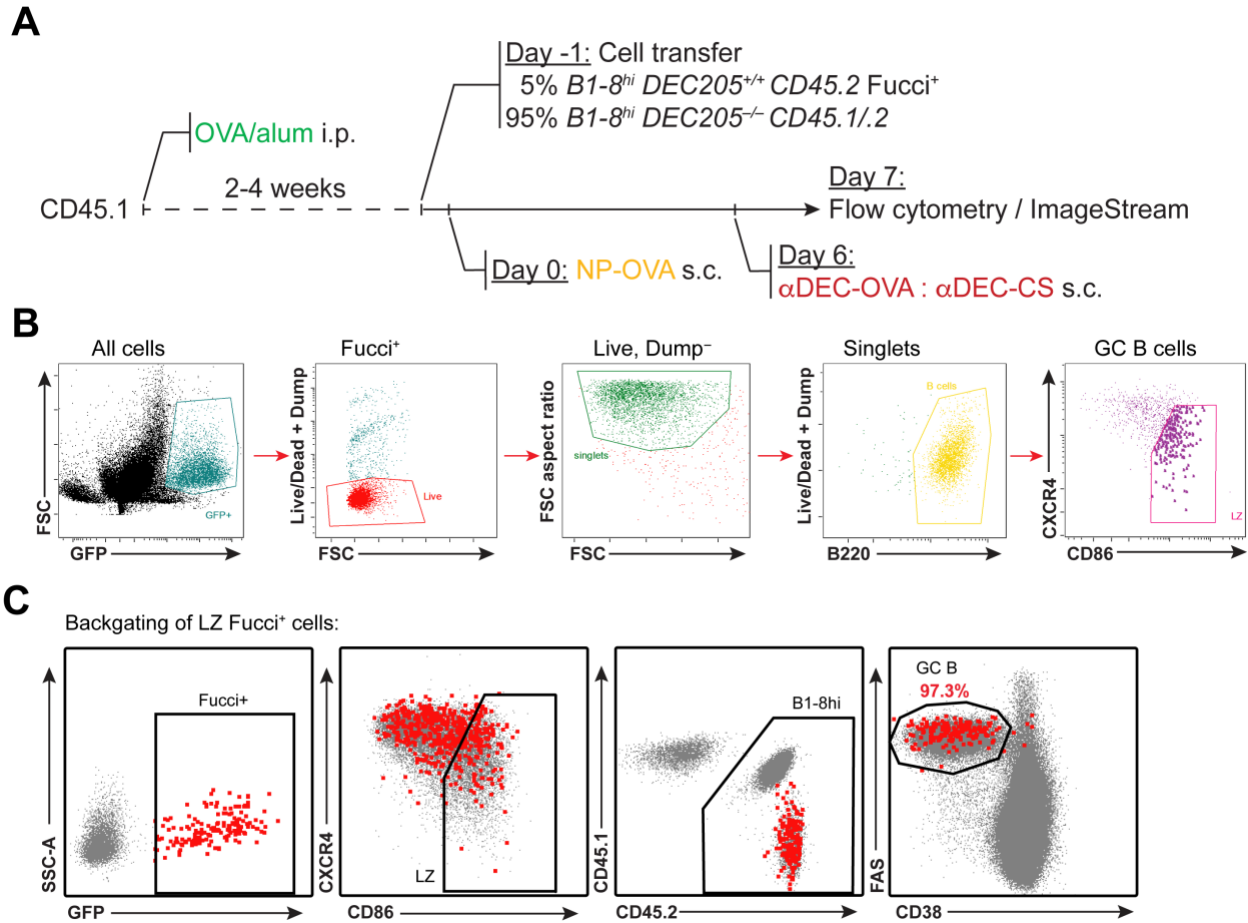 A
Day -1: Cell transfer
5% B1-8hi DEC205+/+ CD45.2 Fucci+
95% B1-8hi DEC205–/– CD45.1/.2
OVA/alum i.p.
2-4 weeks
CD45.1
Day 7:
Flow cytometry / ImageStream
Day 0: NP-OVA s.c.
Day 6:
αDEC-OVA : αDEC-CS s.c.
B
All cells
Fucci+
Live, Dump–
Singlets
GC B cells
FSC
GFP+
GFP
Live/Dead + Dump
Live
FSC
FSC aspect ratio
singlets
FSC
Live/Dead + Dump
B cells
B220
CXCR4
LZ
CD86
C
Backgating of LZ Fucci+ cells:
SSC-A
Fucci+
GFP
CXCR4
LZ
CD86
CD45.1
B1-8hi
CD45.2
FAS
GC B
97.3%
CD38